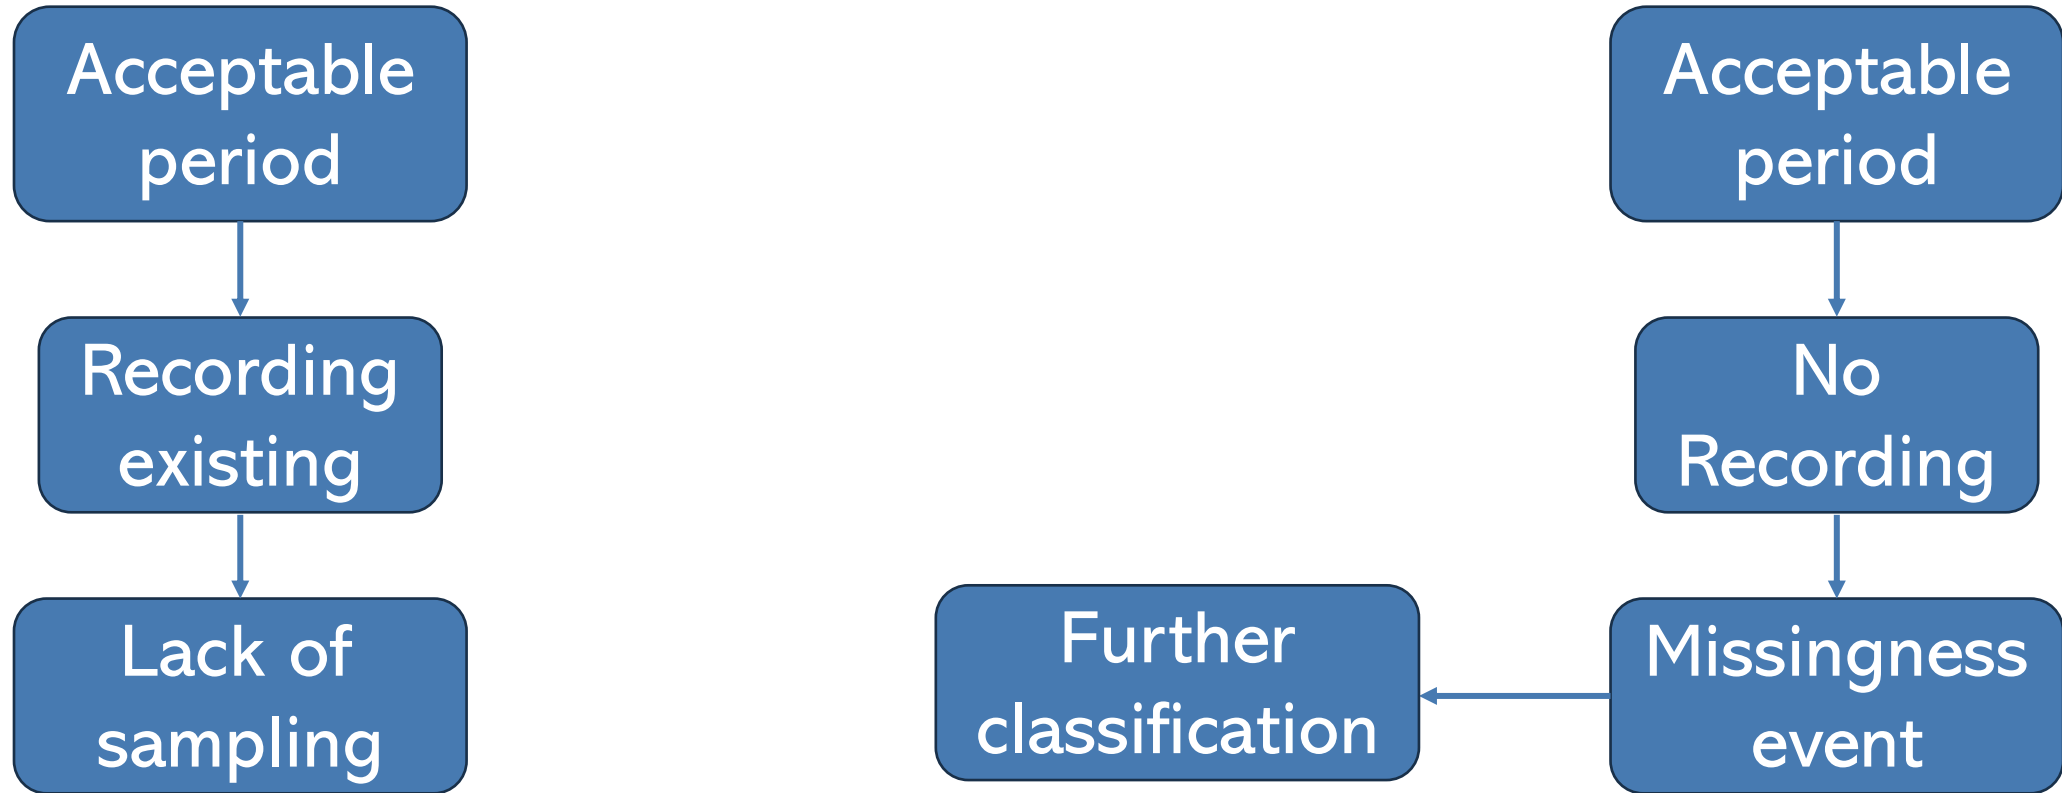 Acceptable
period
Recording
existing
Lack of
sampling
Acceptable
period
No
Recording
Missingness
event
Further
classification